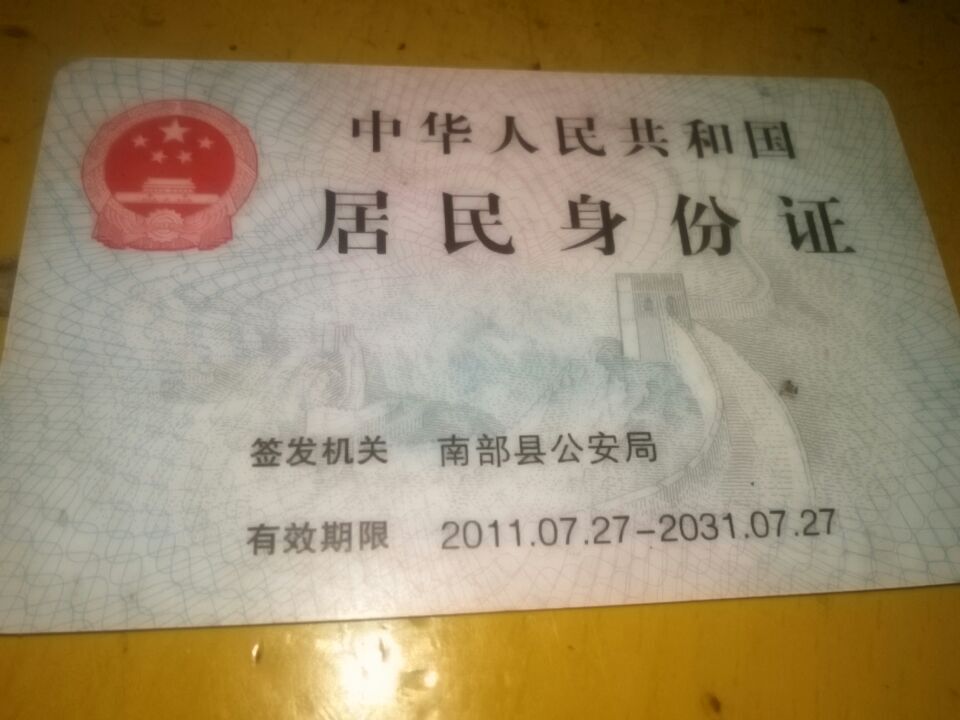 中华人民共和国
居民身份证
签发机关 南部县公安局
有效期限 2011.07.27-2031.07.27